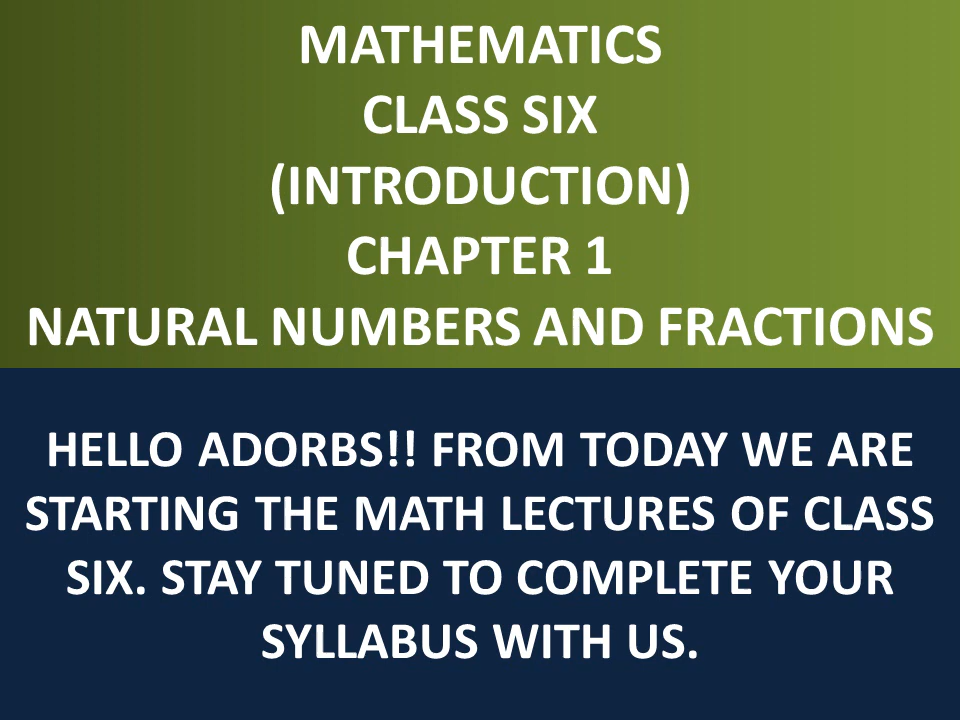 MATHEMATICS
CLASS SIX
(INTRODUCTION)
CHAPTER 1
NATURAL NUMBERS AND FRACTIONS
HELLO ADORBS!! FROM TODAY WE ARE
STARTING THE MATH LECTURES OF CLASS
SIX. STAY TUNED TO COMPLETE YOUR
SYLLABUS WITH US.